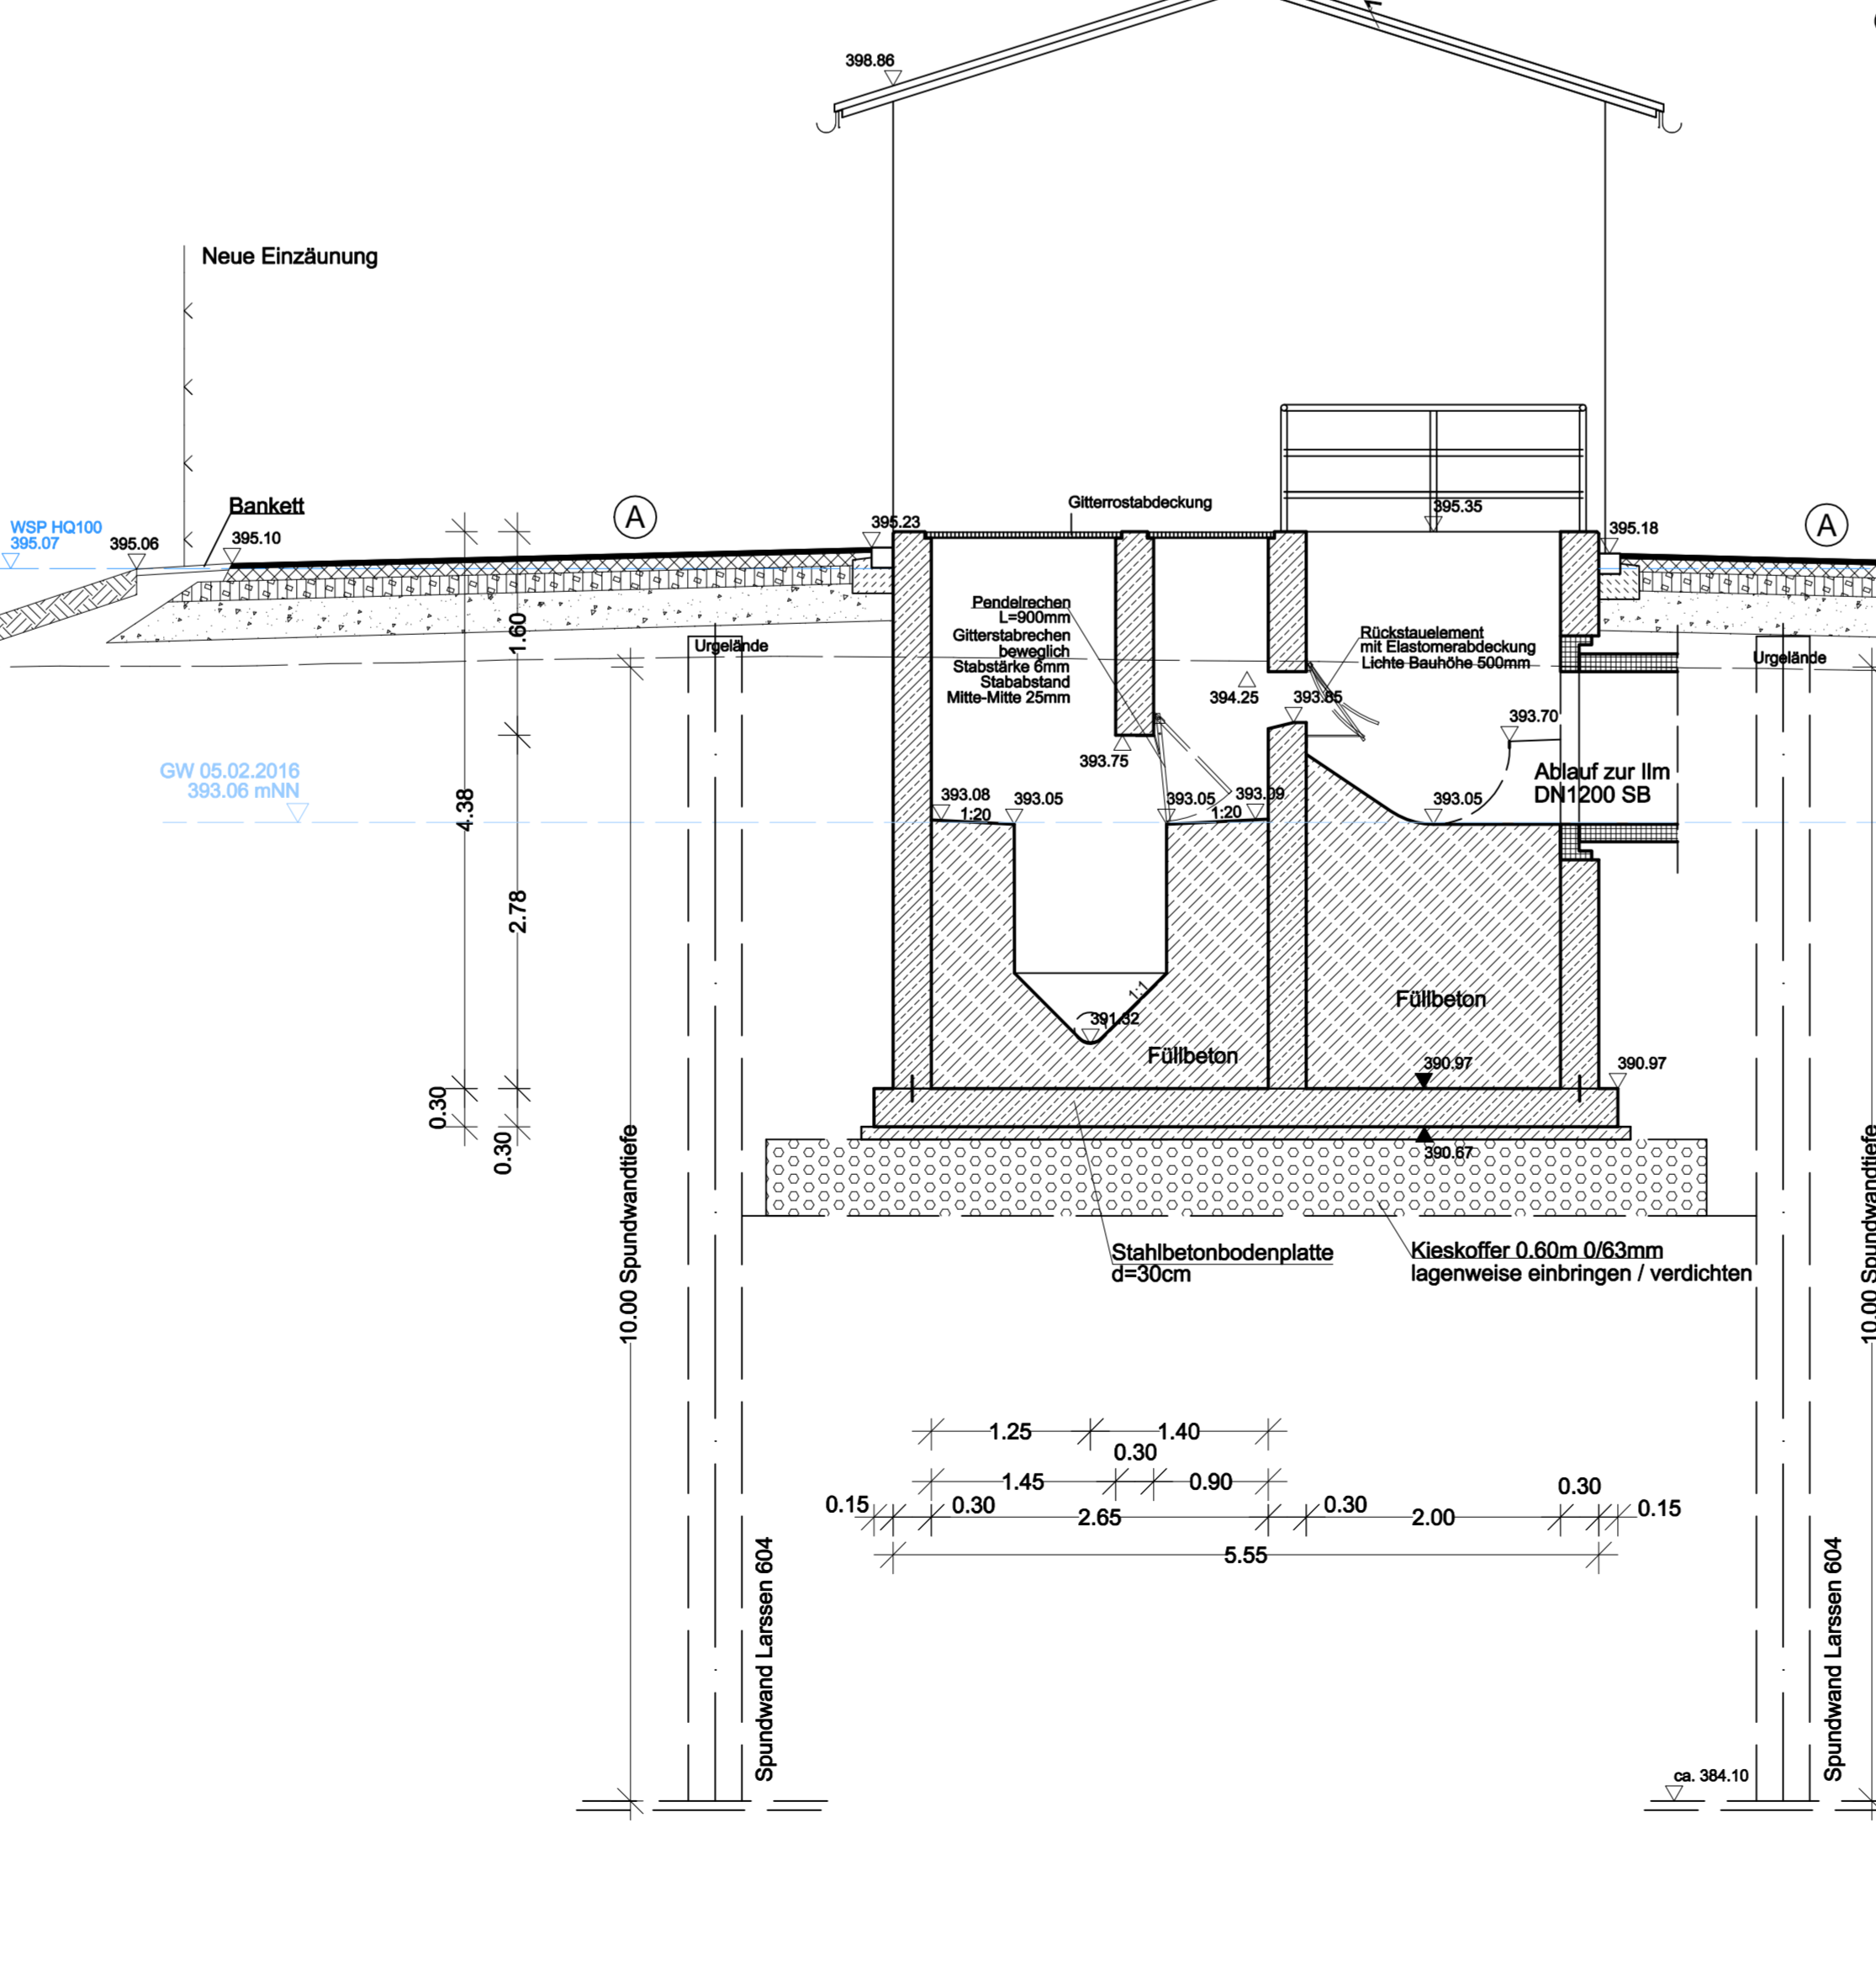 398.86
Neue Einzäunung
Bankett
WSP HQ100
395.07
395.06
395.10
A
395.23
Gitterrostabdeckung
395.35
395.18
A
Urgelände
Pendelrechen
L=900mm
Gitterstabrechen
beweglich
Stabstärke 6mm
Stababstand
Mitte-Mitte 25mm
Rückstauelement
mit Elastomerabdeckung
Lichte Bauhöhe 500mm
Urgelände
394.25
393.85
393.70
393.75
GW 05.02.2016
393.06 mNN
Ablauf zur Ilm
DN1200 SB
393.08
393.05
393.05
393.09
393.05
1:20
1:20
1.60
4.38
2.78
0.30
0.30
1:1
391.32
Füllbeton
Füllbeton
390.97
390.97
390.67
10.00 Spundwandtiefe
10.00 Spundwandtiefe
Stahlbetonbodenplatte
d=30cm
Kieskoffer 0.60m 0/63mm
lagenweise einbringen / verdichten
1.25
1.40
0.30
1.45
0.90
0.15
0.30
2.65
0.30
2.00
0.30
0.15
5.55
Spundwand Larssen 604
Spundwand Larssen 604
ca. 384.10